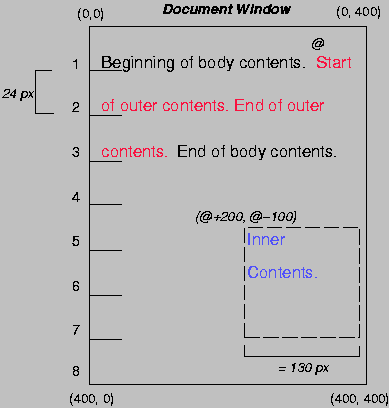 Document Window
(0,0)
(0, 400)
@
1
Beginning of body contents. Start
24 px
2
of outer contents. End of outer
3
contents. End of body contents.
4
(@+200, @-100)
5
Inner
6
Contents.
7
= 130 px
8
(400, 0)
(400, 400)